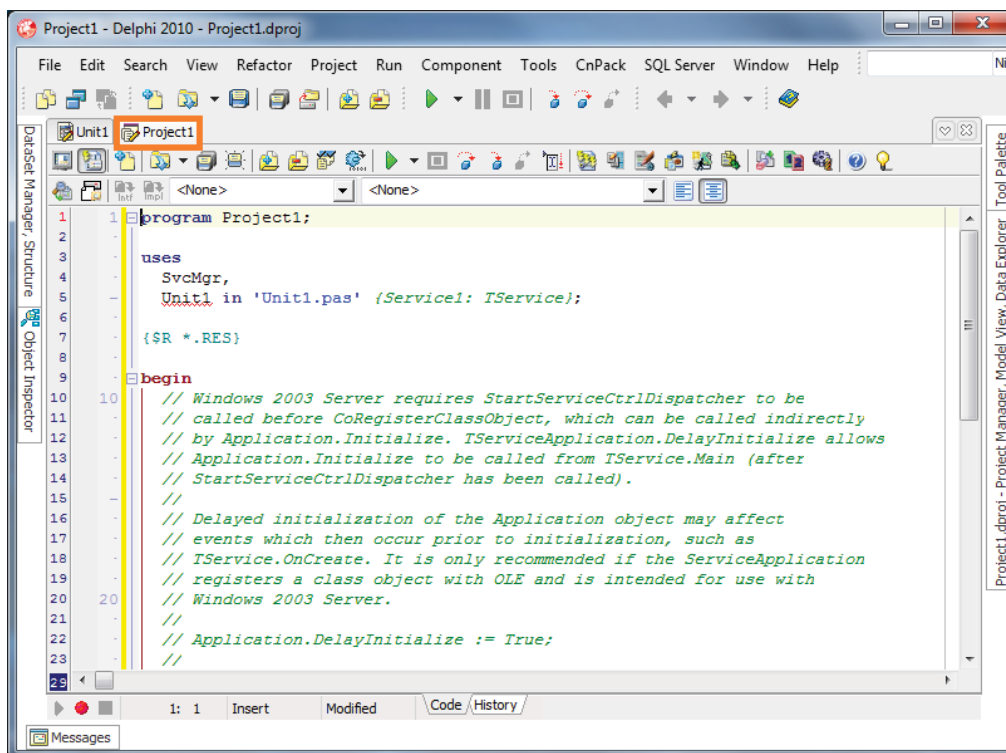 Project1 - Delphi 2010 - Project1.dproj
File Edit Search View Refactor Project Run Component Tools CnPack SQL Server Window Help Ni
Unit1 Project1
Intf Impl <None> <None>
1 1 program Project1;
2
3 uses
4 SvcMgr,
5 Unit1 in 'Unit1.pas' {Service1: TService};
6
7 {$R *.RES}
8
9 begin
10 10 // Windows 2003 Server requires StartServiceCtrlDispatcher to be
11 // called before CoRegisterClassObject, which can be called indirectly
12 // by Application.Initialize. TServiceApplication.DelayInitialize allows
13 // Application.Initialize to be called from TService.Main (after
14 // StartServiceCtrlDispatcher has been called).
15 //
16 // Delayed initialization of the Application object may affect
17 // events which then occur prior to initialization, such as
18 // TService.OnCreate. It is only recommended if the ServiceApplication
19 // registers a class object with OLE and is intended for use with
20 20 // Windows 2003 Server.
21 //
22 // Application.DelayInitialize := True;
23 //
29
1: 1 Insert Modified Code History
Messages
DataSet Manager, Structure
Object Inspector
Tool Palette
Project1.dproj - Project Manager, Model View, Data Explorer